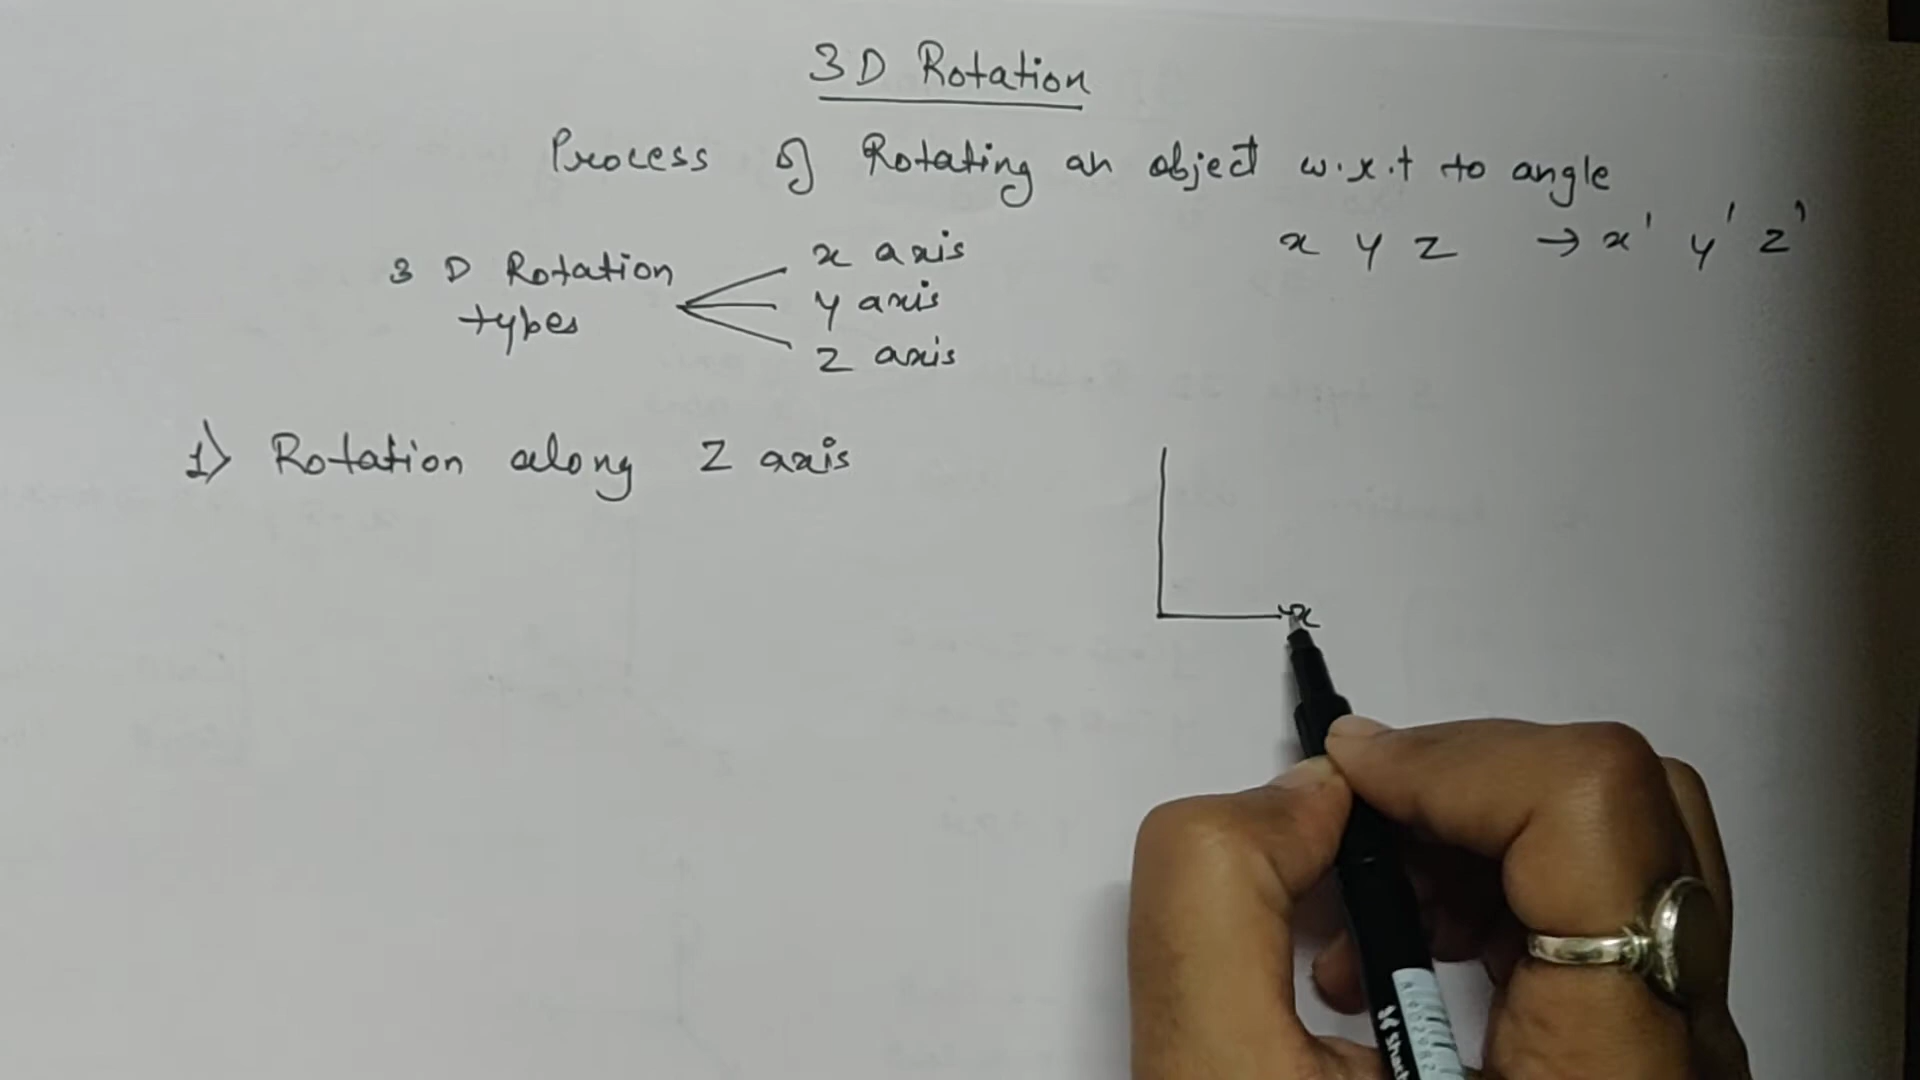 3D Rotation
Process of Rotating an object w.r.t to angle
x y z → x' y' z'
3 D Rotation types
x axis
y axis
z axis
1) Rotation along Z axis
x